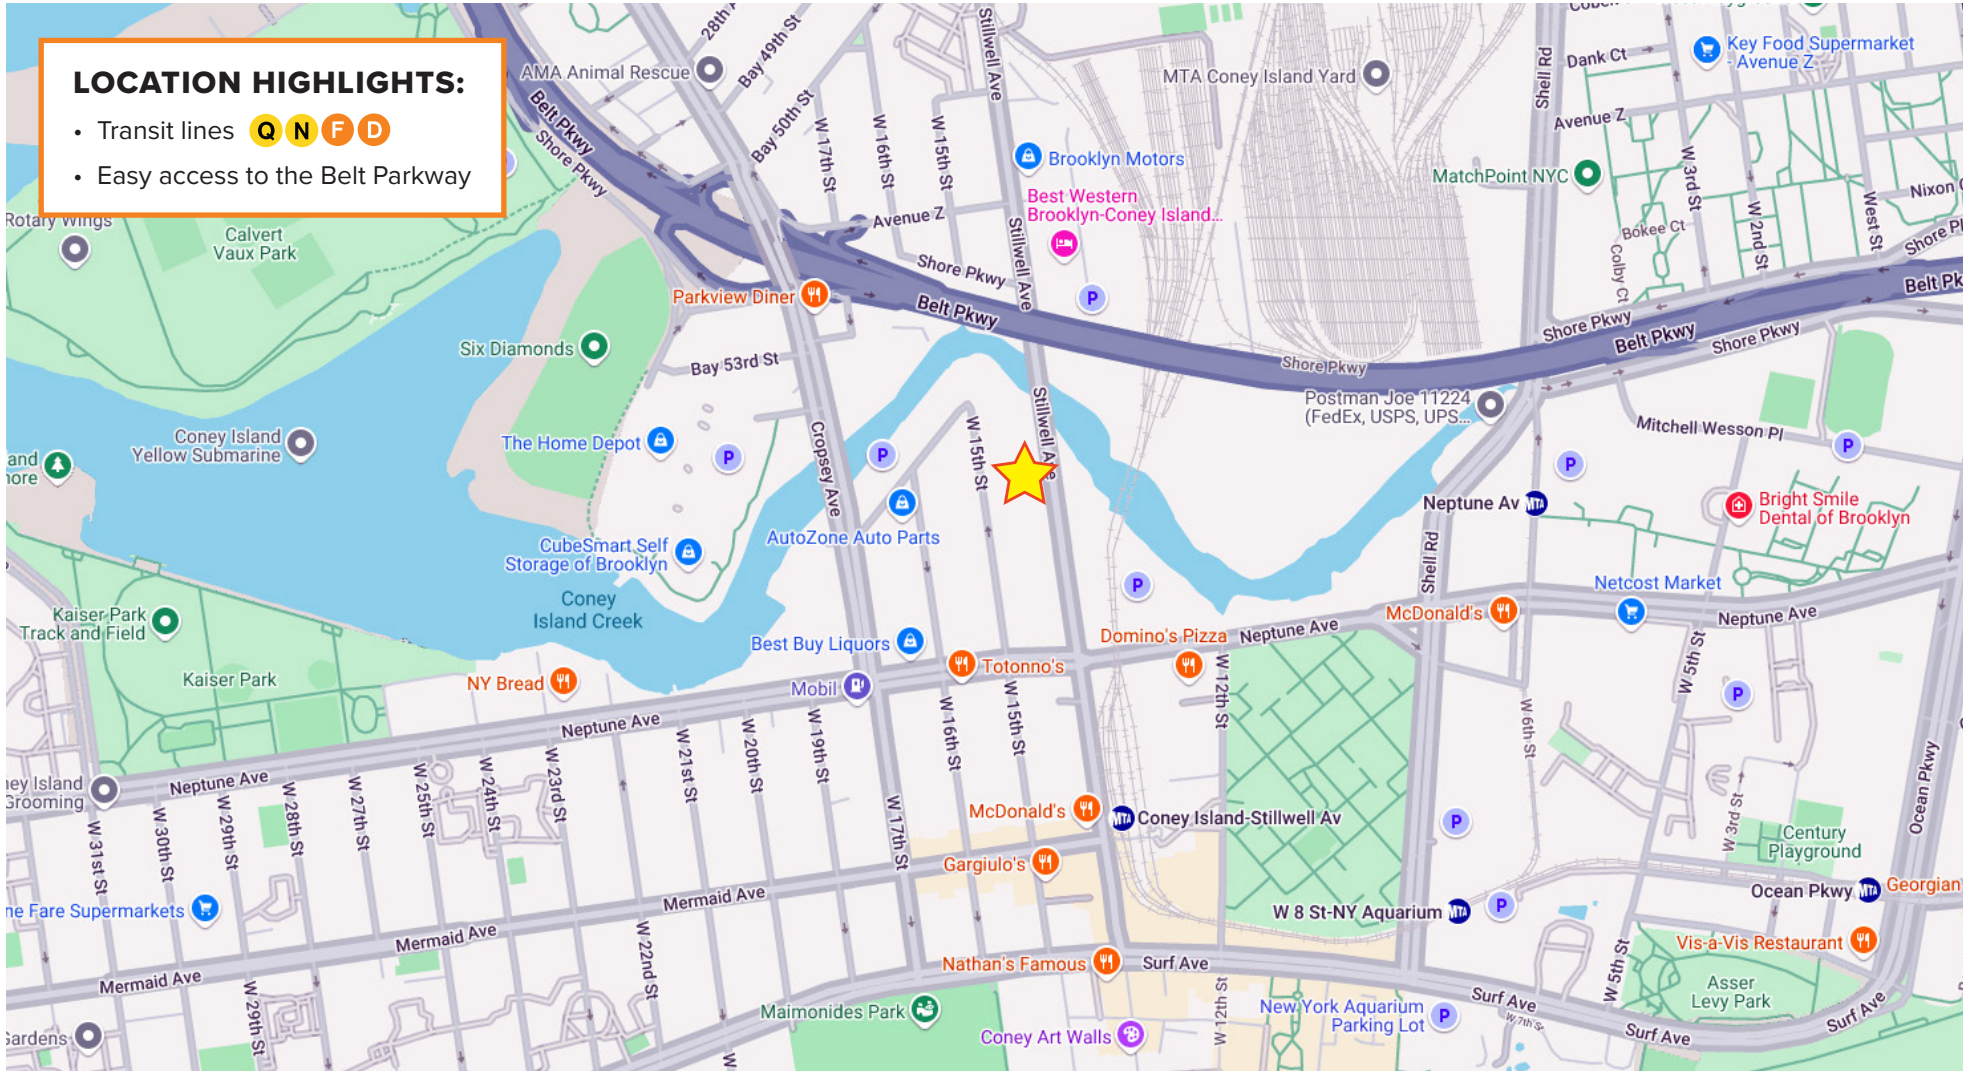 LOCATION HIGHLIGHTS:
• Transit lines Q N F D
• Easy access to the Belt Parkway
AMA Animal Rescue
Bay 49th St
Bay 50th St
W 17th St
W 16th St
W 15th St
Stillwell Ave
MTA Coney Island Yard
Shell Rd
Dank Ct
Key Food Supermarket
- Avenue Z
Avenue Z
Belt Pkwy
Shore Pkwy
Brooklyn Motors
MatchPoint NYC
W 3rd St
W 2nd St
West St
Nixon
Best Western
Brooklyn-Coney Island...
Rotary Wings
Calvert
Vaux Park
Avenue Z
Stillwell Ave
Bokee Ct
Colby Ct
Shore Pkwy
Belt Pkwy
Parkview Diner
P
Belt Pkwy
Shore Pkwy
Belt Pkwy
Shore Pkwy
Shore Pkwy
Six Diamonds
Bay 53rd St
Postman Joe 11224
(FedEx, USPS, UPS...
Mitchell Wesson Pl
P
Coney Island
Yellow Submarine
The Home Depot
P
Cropsey Ave
P
W 15th St
Stillwell Ave
P
Neptune Av MTA
Bright Smile
Dental of Brooklyn
AutoZone Auto Parts
CubeSmart Self
Storage of Brooklyn
Shell Rd
P
Netcost Market
Coney
Island Creek
Kaiser Park
Track and Field
McDonald's
Neptune Ave
Neptune Ave
Domino's Pizza
Best Buy Liquors
Totonno's
Kaiser Park
NY Bread
Mobil
W 12th St
W 5th St
P
Neptune Ave
W 21st St
W 20th St
W 19th St
W 16th St
W 15th St
W 6th St
Neptune Ave
W 31st St
W 30th St
W 29th St
W 28th St
W 27th St
W 25th St
W 24th St
W 23rd St
W 17th St
McDonald's
MTA Coney Island-Stillwell Av
P
W 3rd St
Century
Playground
Ocean Pkwy
Gargiulo's
Mermaid Ave
Ocean Pkwy MTA
Georgian
W 8 St-NY Aquarium MTA
P
Mermaid Ave
W 22nd St
Nathan's Famous
Surf Ave
Vis-a-Vis Restaurant
W 5th St
Mermaid Ave
W 29th St
Maimonides Park
Coney Art Walls
W 12th St
New York Aquarium
Parking Lot
P
Surf Ave
W 7th St
Asser
Levy Park
Surf Ave
Surf Ave